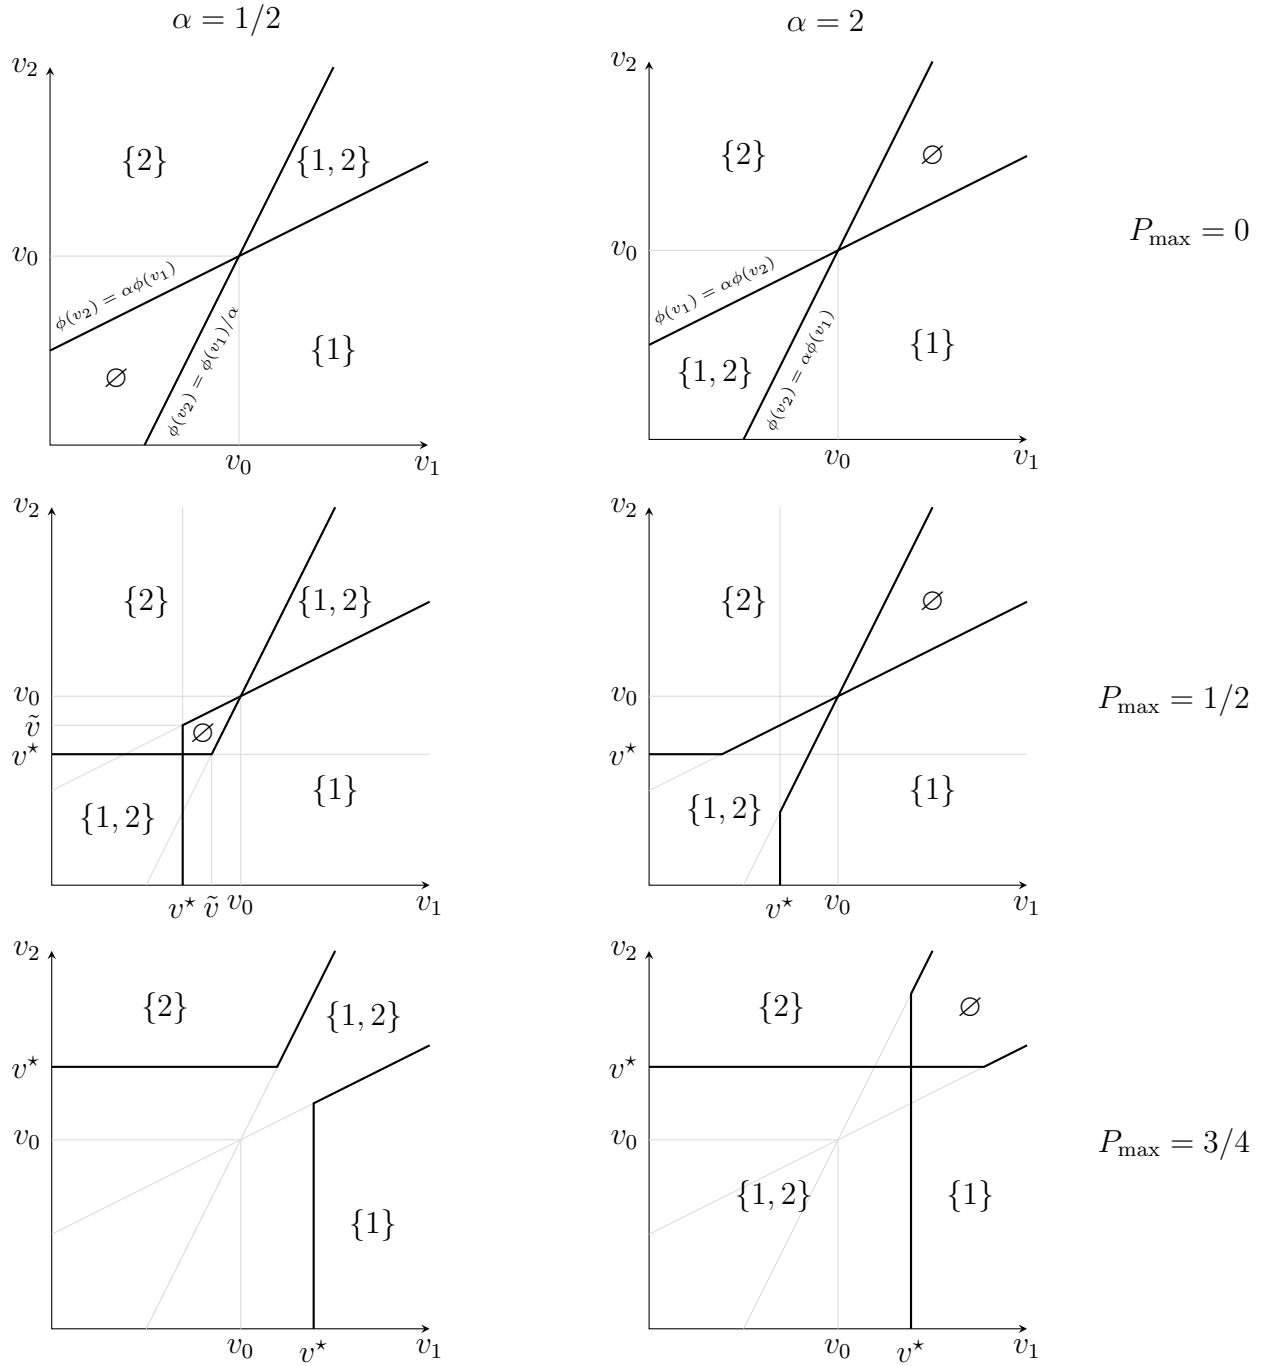 α = 1/2
α = 2
v₂
{2}
{1, 2}
v₀
ϕ(v₂) = αϕ(v₁)
ϕ(v₂) = ϕ(v₁)/α
∅
{1}
v₀
v₁
v₂
{2}
∅
v₀
ϕ(v₁) = αϕ(v₂)
ϕ(v₂) = αϕ(v₁)
{1, 2}
{1}
v₀
v₁
P_max = 0
v₂
{2}
{1, 2}
v₀
ṽ
v⋆
∅
{1, 2}
{1}
v⋆ ṽ v₀
v₁
v₂
{2}
∅
v₀
v⋆
{1, 2}
{1}
v⋆
v₀
v₁
P_max = 1/2
v₂
{2}
{1, 2}
v⋆
v₀
{1}
v₀
v⋆
v₁
v₂
{2}
∅
v⋆
v₀
{1, 2}
{1}
v₀
v⋆
v₁
P_max = 3/4